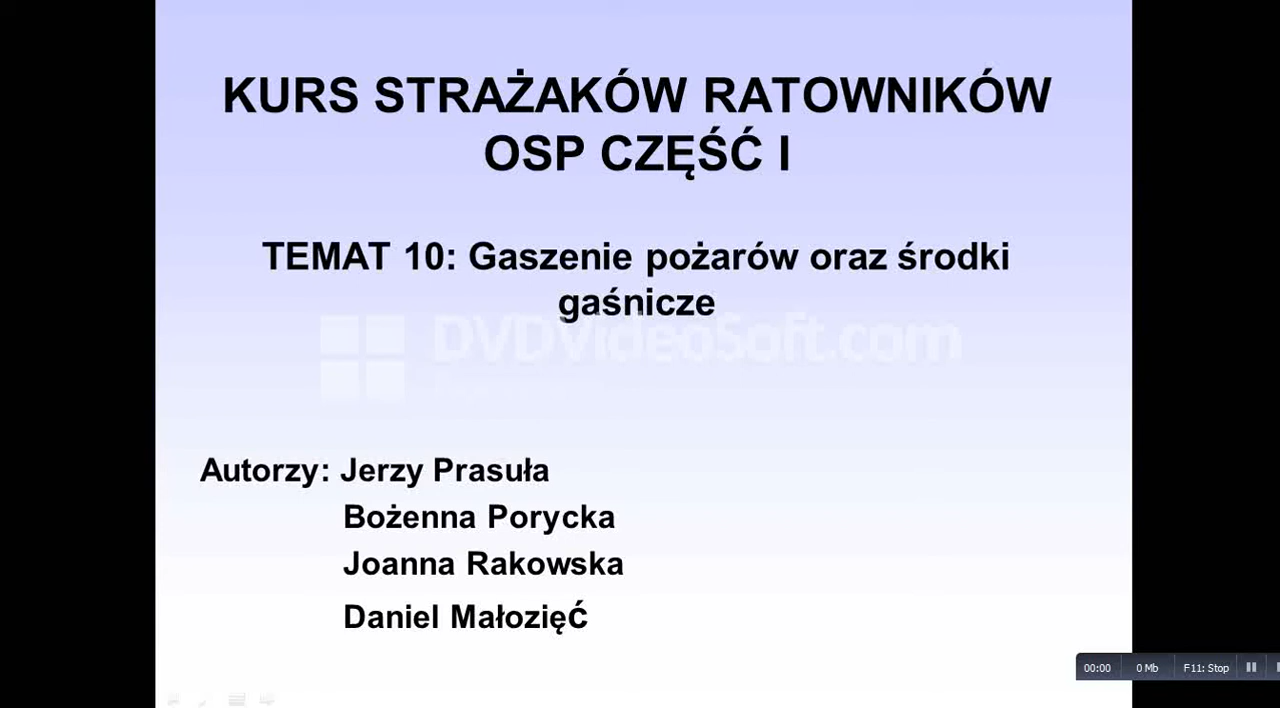 KURS STRAŻAKÓW RATOWNIKÓW
OSP CZĘŚĆ I
TEMAT 10: Gaszenie pożarów oraz środki
gaśnicze
DVDVideoSoft.com
Autorzy: Jerzy Prasuła
Bożenna Porycka
Joanna Rakowska
Daniel Małozięć
00:00 0 Mb F11: Stop